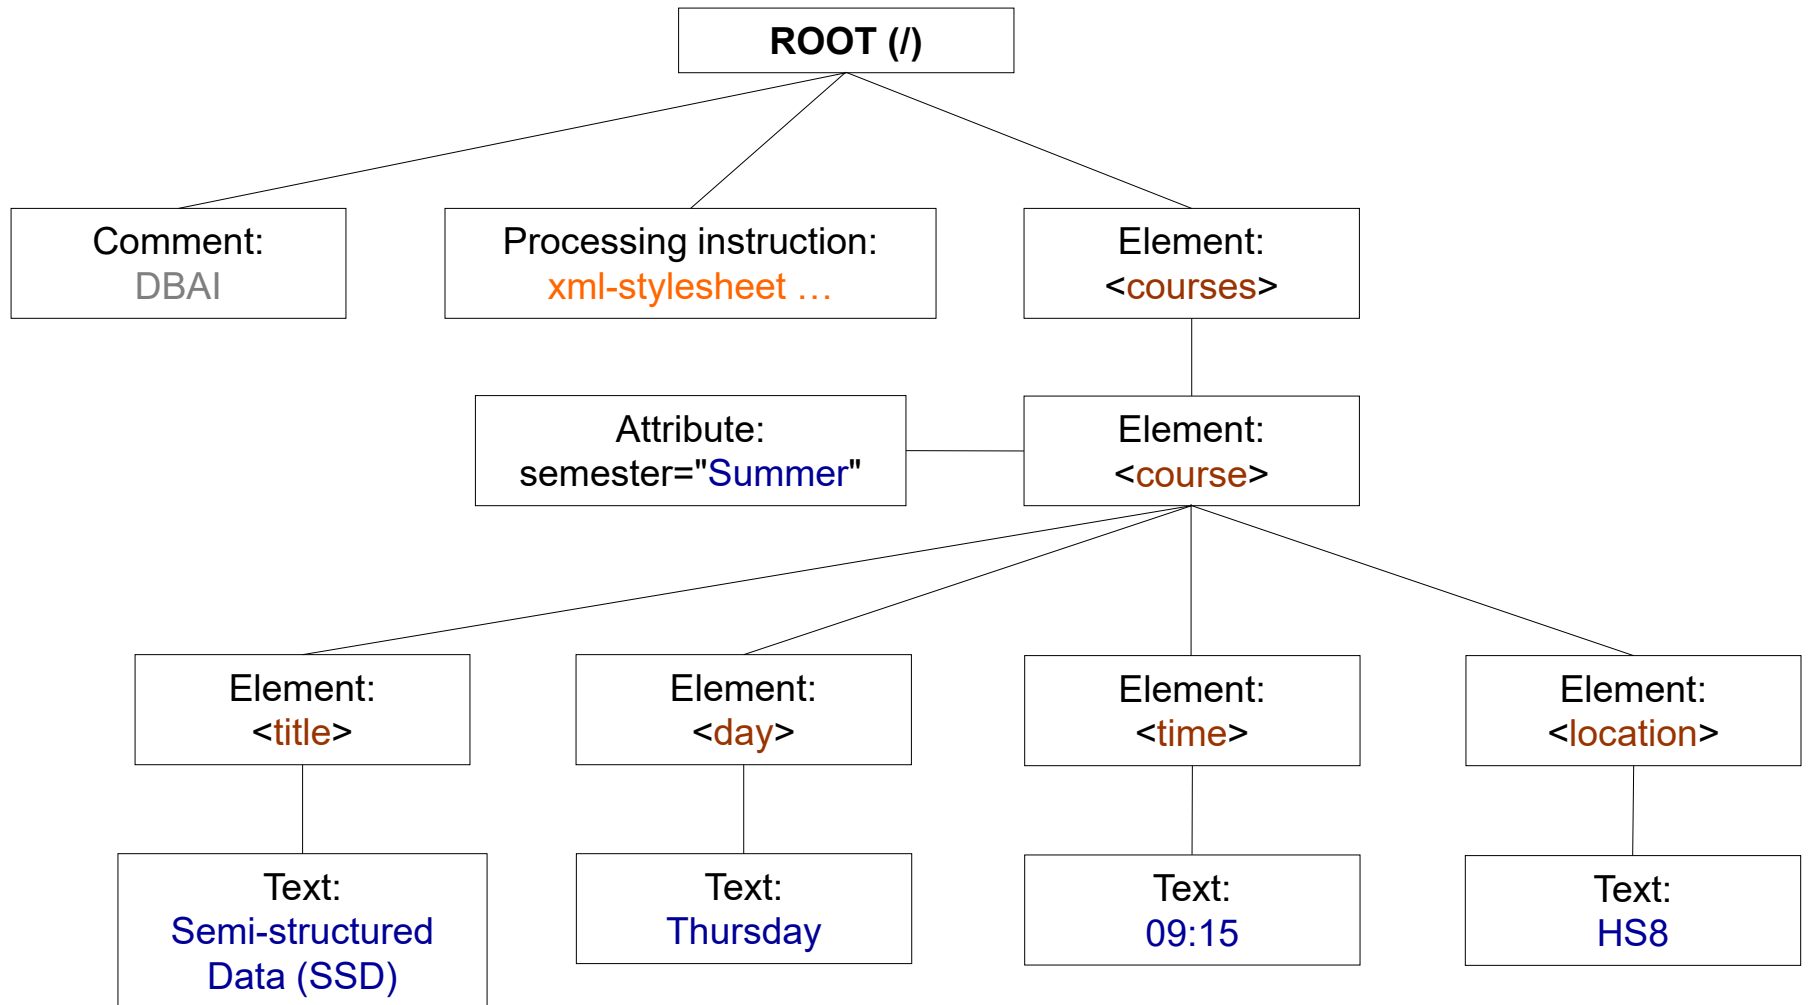 ROOT (/)
Comment:
DBAI
Processing instruction:
xml-stylesheet …
Element:
<courses>
Attribute:
semester="Summer"
Element:
<course>
Element:
<title>
Element:
<day>
Element:
<time>
Element:
<location>
Text:
Semi-structured
Data (SSD)
Text:
Thursday
Text:
09:15
Text:
HS8